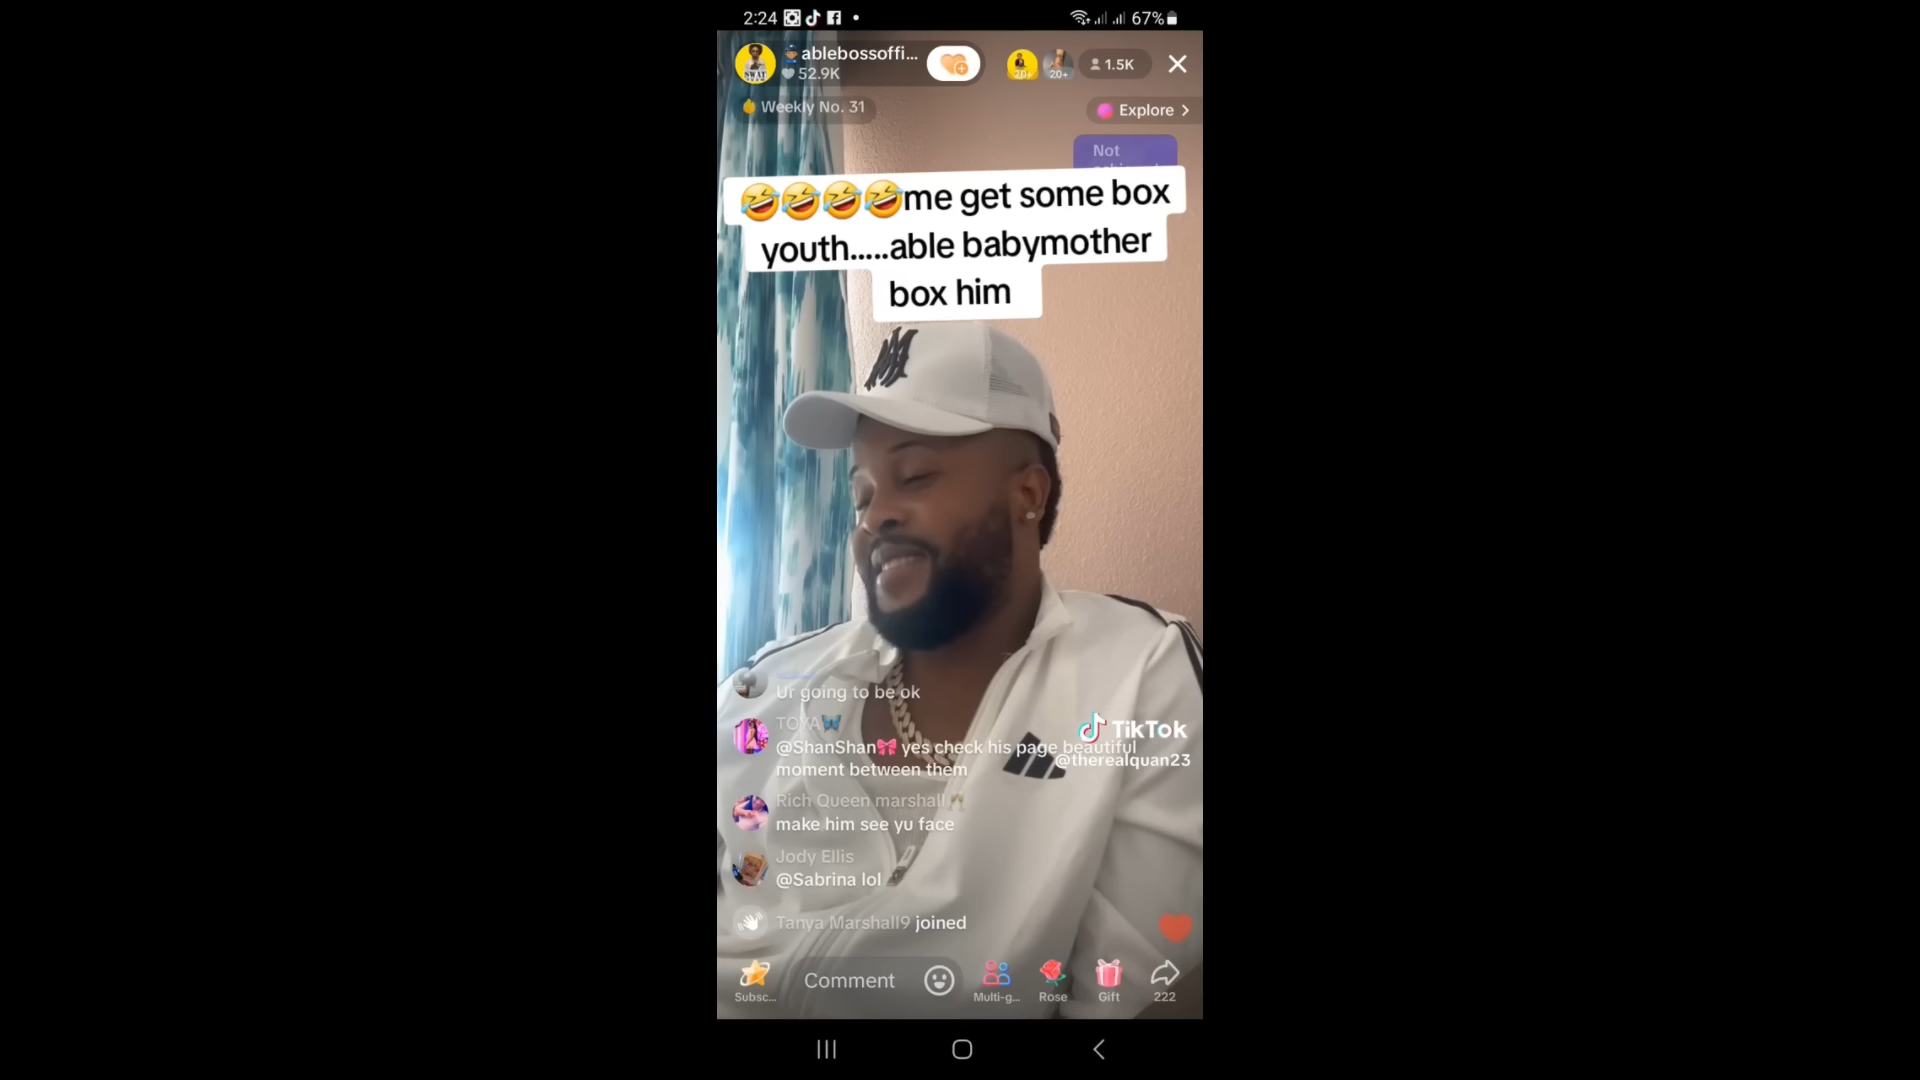 2:24
67%
ablebossoffi...
52.9K
20+
20+
1.5K
Weekly No. 31
Explore
SWAT
Not
🤣🤣🤣🤣me get some box
youth.....able babymother
box him
Ur going to be ok
TOYA🦋
@ShanShan🎀 yes check his page beautiful
moment between them
TikTok
@therealquan23
Rich Queen marshall🥂
make him see yu face
Jody Ellis
@Sabrina lol
Tanya Marshall9 joined
Comment
Subsc...
Multi-g...
Rose
Gift
222